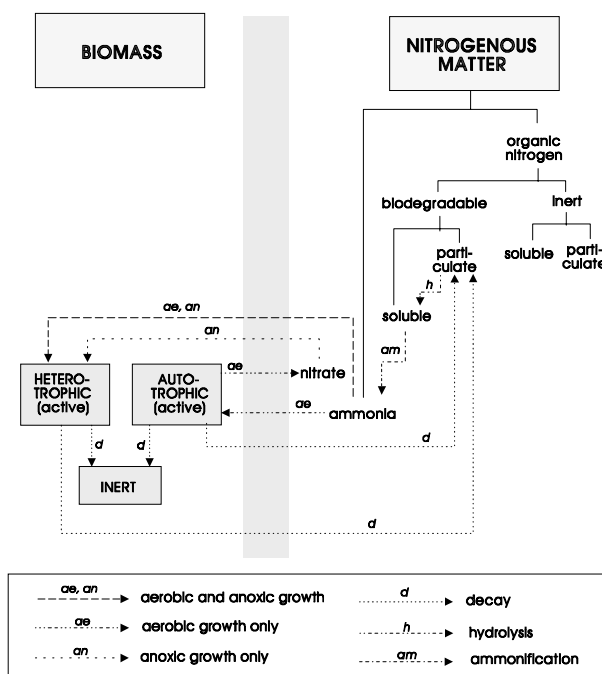 BIOMASS
NITROGENOUS
MATTER
organic
nitrogen
biodegradable
inert
parti-
culate
soluble
parti-
culate
h
soluble
ae, an
an
am
ae
nitrate
HETERO-
TROPHIC
(active)
AUTO-
TROPHIC
(active)
ae
ammonia
d
d
d
INERT
d
ae, an
aerobic and anoxic growth
ae
aerobic growth only
an
anoxic growth only
d
decay
h
hydrolysis
am
ammonification